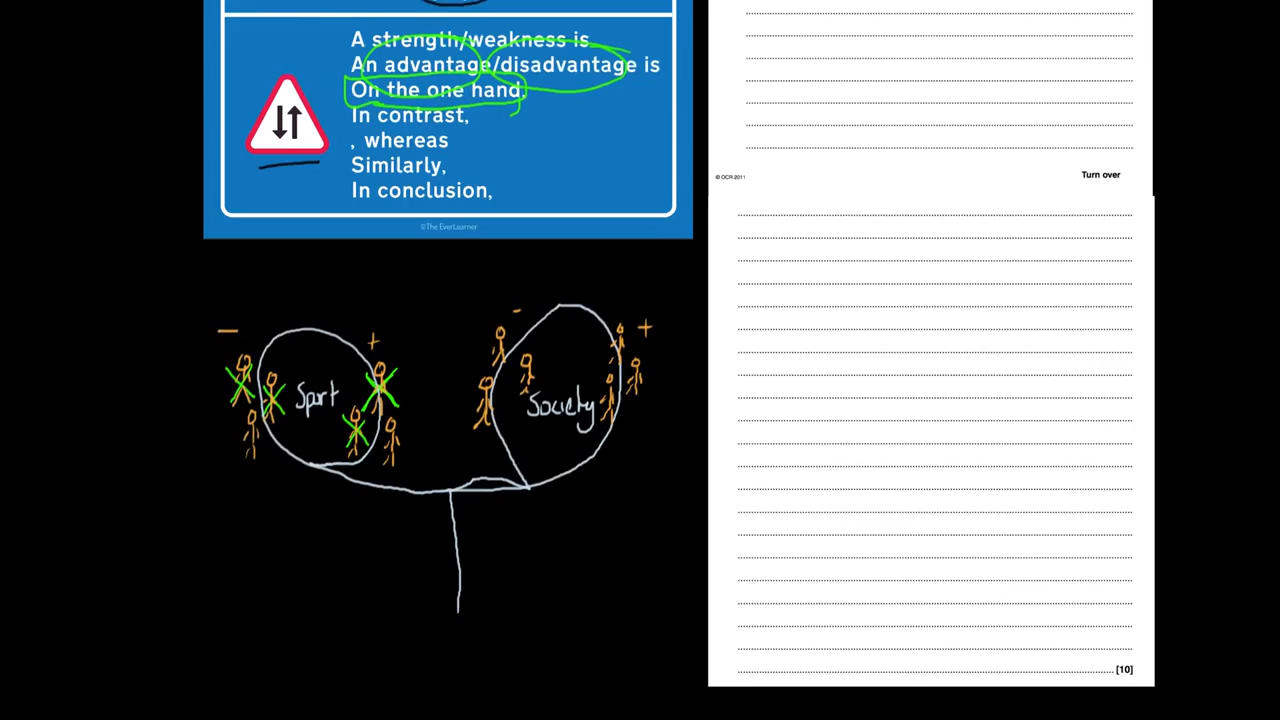 A strength/weakness is
An advantage/disadvantage is
On the one hand,
In contrast,
, whereas
Similarly,
In conclusion,
©The EverLearner
© OCR 2011
Turn over
Sport
Society
[10]